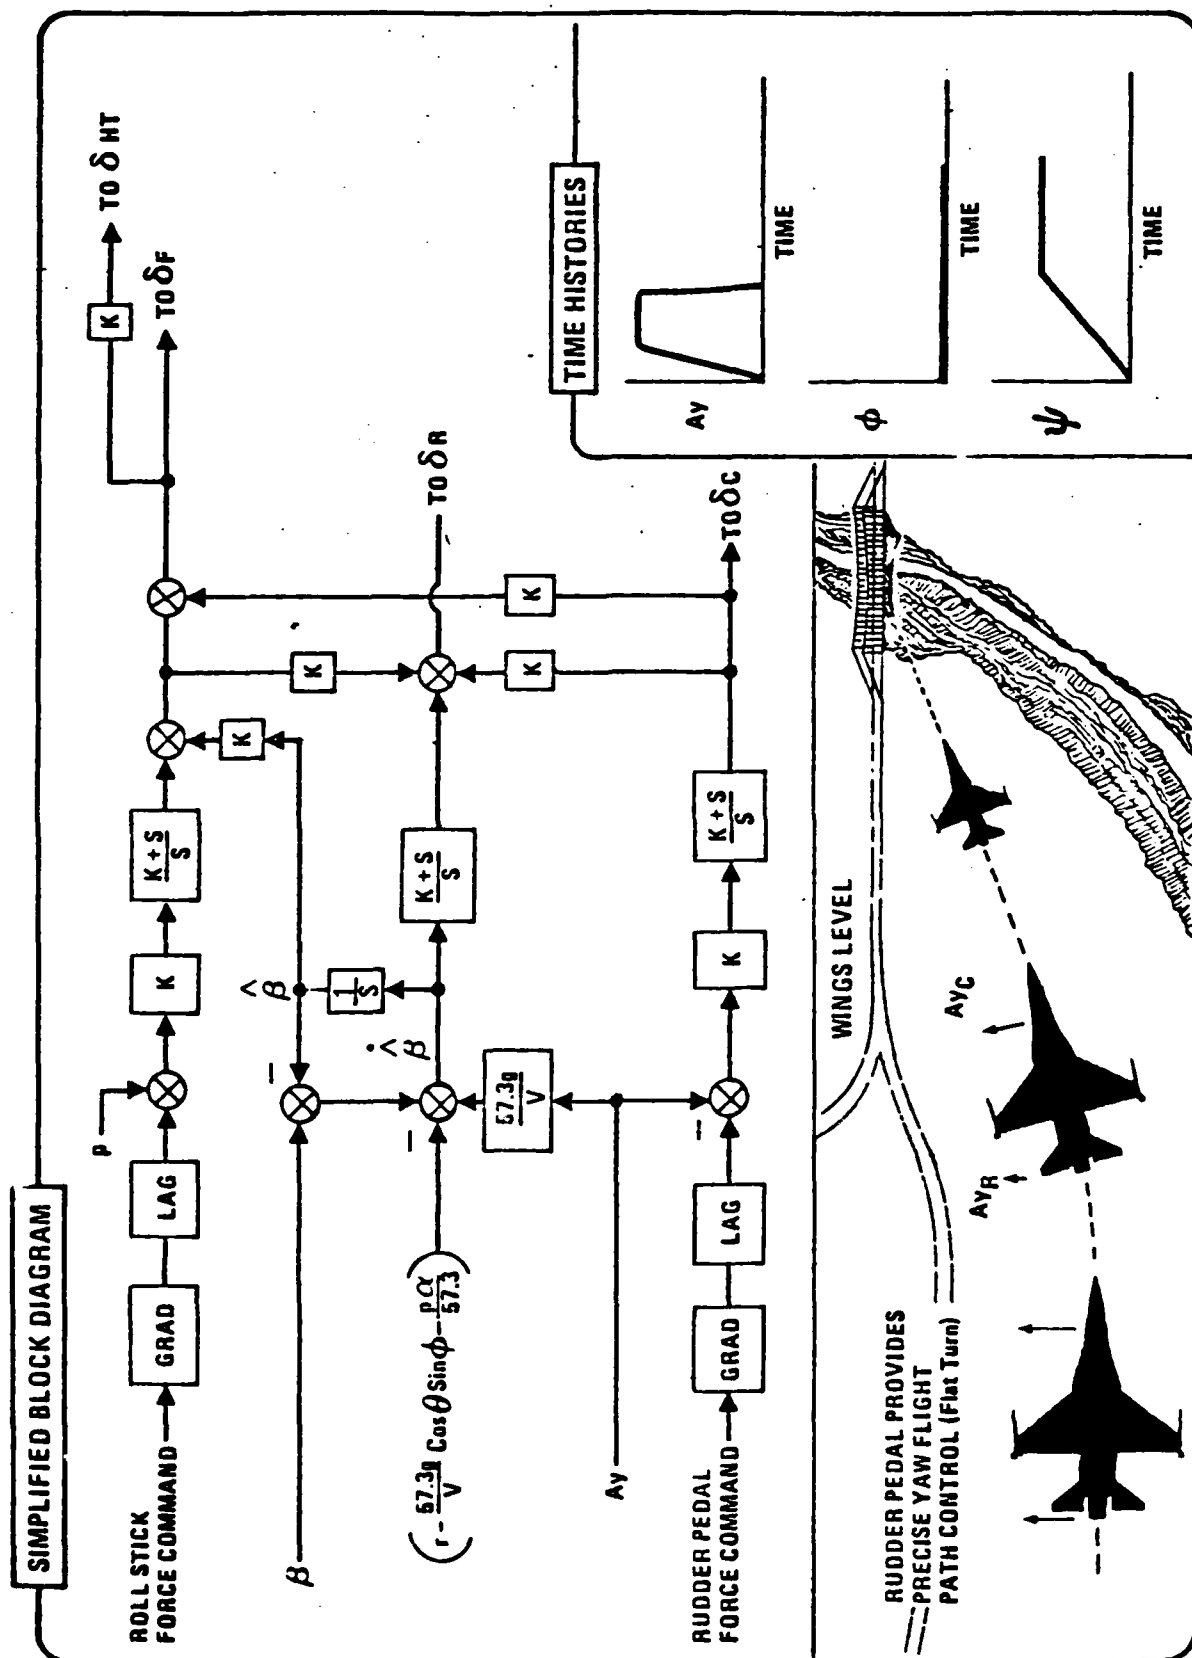 SIMPLIFIED BLOCK DIAGRAM
ROLL STICK
FORCE COMMAND
GRAD
LAG
P
K
K + S
S
K
K
TO δ HT
TO δF
β
−
β̂
1
S
K
(r - 57.3g/V Cos θ Sin ϕ - pα/57.3)
−
β̂̇
K + S
S
TO δR
Ay
57.3g
V
RUDDER PEDAL
FORCE COMMAND
GRAD
LAG
−
K
K + S
S
K
K
TO δC
WINGS LEVEL
RUDDER PEDAL PROVIDES
PRECISE YAW FLIGHT
PATH CONTROL (Flat Turn)
AyR
AyC
TIME HISTORIES
Ay
TIME
ϕ
TIME
ψ
TIME